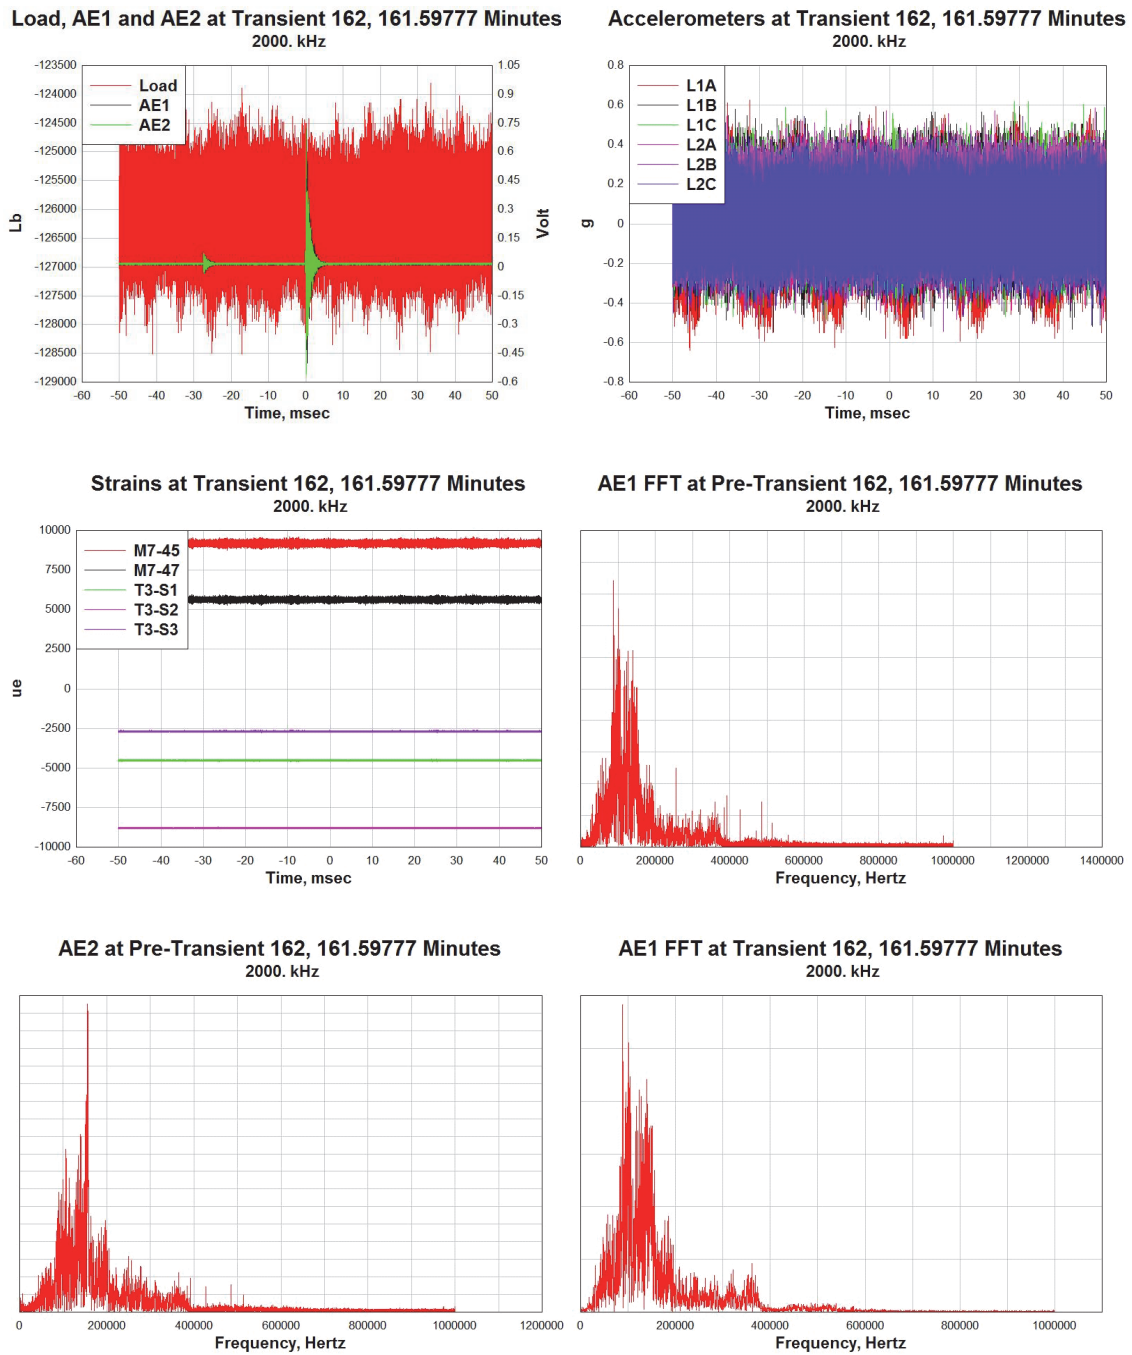 Load, AE1 and AE2 at Transient 162, 161.59777 Minutes
2000. kHz
-123500
-124000
-124500
-125000
-125500
-126000
-126500
-127000
-127500
-128000
-128500
-129000
Lb
1.05
0.9
0.75
0.6
0.45
0.3
0.15
0
-0.15
-0.3
-0.45
-0.6
Volt
Load
AE1
AE2
-60 -50 -40 -30 -20 -10 0 10 20 30 40 50
Time, msec
Accelerometers at Transient 162, 161.59777 Minutes
2000. kHz
0.8
0.6
0.4
0.2
0
-0.2
-0.4
-0.6
-0.8
g
L1A
L1B
L1C
L2A
L2B
L2C
-60 -50 -40 -30 -20 -10 0 10 20 30 40 50
Time, msec
Strains at Transient 162, 161.59777 Minutes
2000. kHz
10000
7500
5000
2500
0
-2500
-5000
-7500
-10000
ue
M7-45
M7-47
T3-S1
T3-S2
T3-S3
-60 -50 -40 -30 -20 -10 0 10 20 30 40 50
Time, msec
AE1 FFT at Pre-Transient 162, 161.59777 Minutes
2000. kHz
0 200000 400000 600000 800000 1000000 1200000 1400000
Frequency, Hertz
AE2 at Pre-Transient 162, 161.59777 Minutes
2000. kHz
0 200000 400000 600000 800000 1000000 1200000
Frequency, Hertz
AE1 FFT at Transient 162, 161.59777 Minutes
2000. kHz
0 200000 400000 600000 800000 1000000
Frequency, Hertz